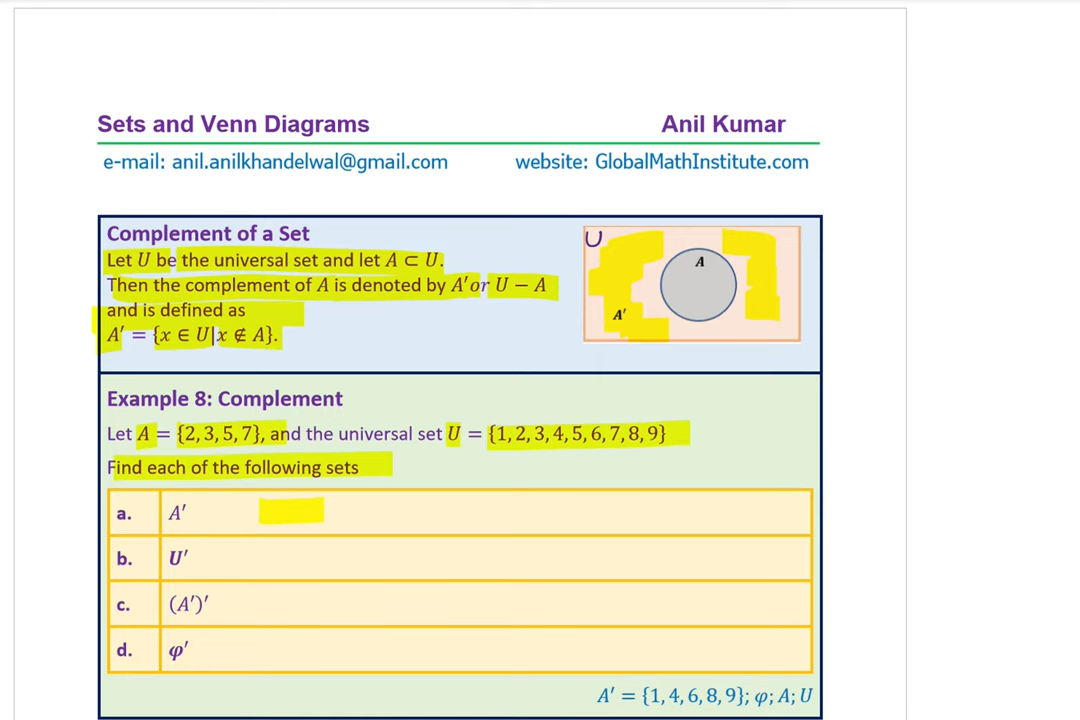 Sets and Venn Diagrams Anil Kumar
e-mail: anil.anilkhandelwal@gmail.com website: GlobalMathInstitute.com
Complement of a Set
Let U be the universal set and let A ⊂ U.
Then the complement of A is denoted by A′or U − A
and is defined as
A′ = {x ∈ U|x ∉ A}.
U
A
A′
Example 8: Complement
Let A = {2, 3, 5, 7}, and the universal set U = {1, 2, 3, 4, 5, 6, 7, 8, 9}
Find each of the following sets
a. A′
b. U′
c. (A′)′
d. φ′
A′ = {1, 4, 6, 8, 9}; φ; A; U